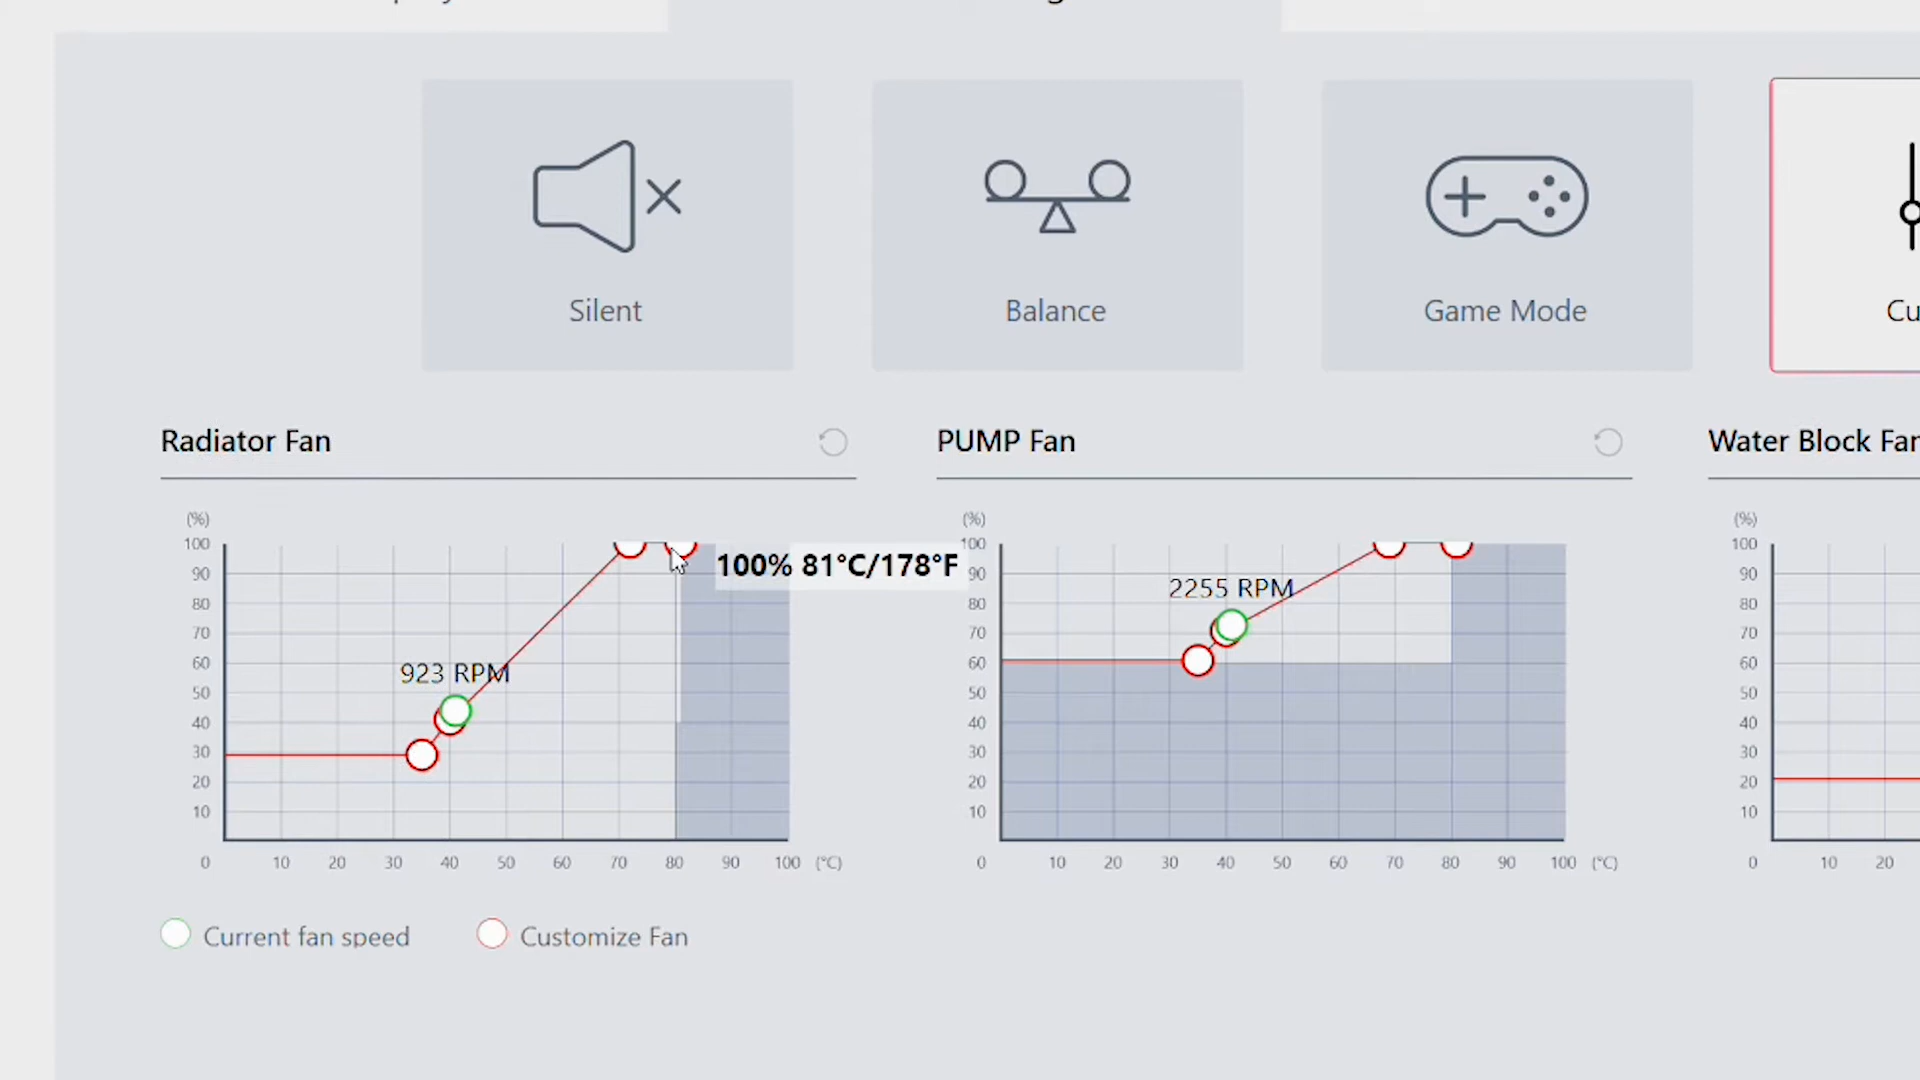 Silent
Balance
Game Mode
Cu
Radiator Fan
PUMP Fan
Water Block Fan
(%)
100
90
80
70
60
50
40
30
20
10
0
10 20 30 40 50 60 70 80 90 100 (°C)
923 RPM
100% 81°C/178°F
(%)
100
90
80
70
60
50
40
30
20
10
0
10 20 30 40 50 60 70 80 90 100 (°C)
2255 RPM
(%)
100
90
80
70
60
50
40
30
20
10
0
10 20
Current fan speed
Customize Fan